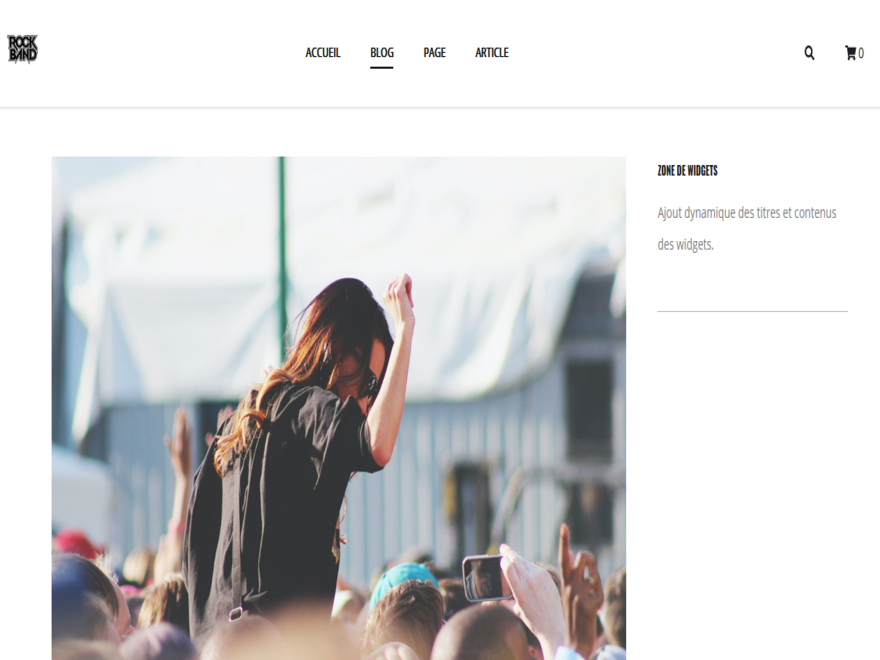 ROCK
BAND
ACCUEIL BLOG PAGE ARTICLE 0
ZONE DE WIDGETS
Ajout dynamique des titres et contenus
des widgets.